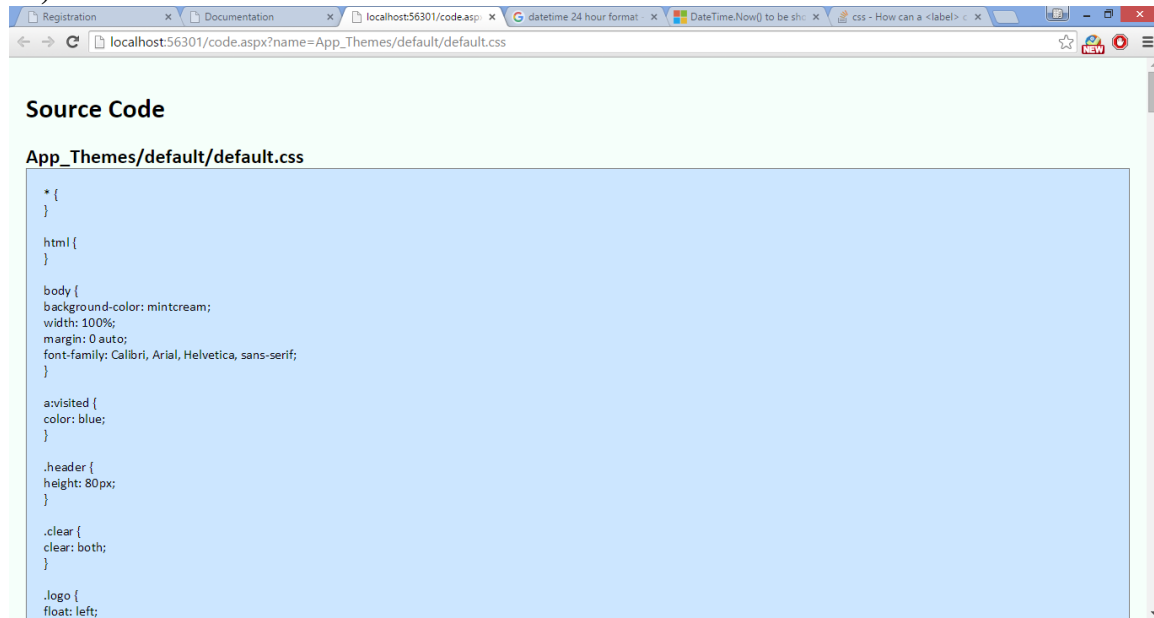 Registration
Documentation
localhost:56301/code.asp
datetime 24 hour format -
DateTime.Now() to be sho
css - How can a <label> c
localhost:56301/code.aspx?name=App_Themes/default/default.css
NEW
Source Code
App_Themes/default/default.css
* {
}
html {
}
body {
background-color: mintcream;
width: 100%;
margin: 0 auto;
font-family: Calibri, Arial, Helvetica, sans-serif;
}
a:visited {
color: blue;
}
.header {
height: 80px;
}
.clear {
clear: both;
}
.logo {
float: left;